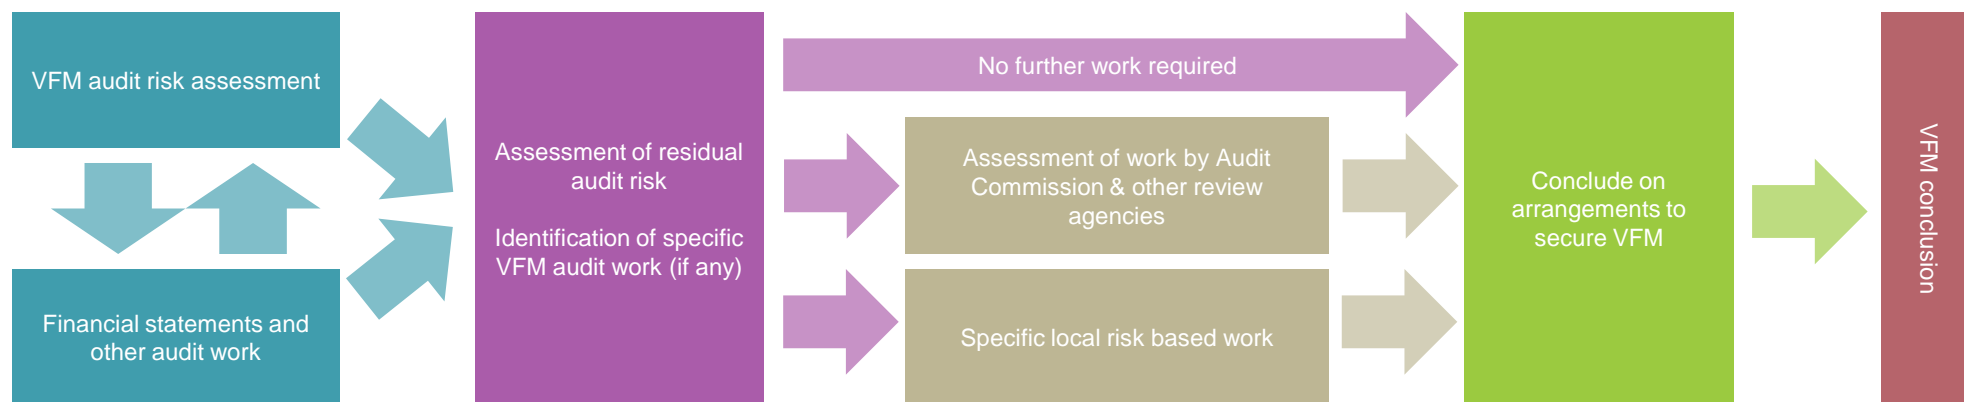 VFM audit risk assessment
Financial statements and
other audit work
Assessment of residual
audit risk
Identification of specific
VFM audit work (if any)
No further work required
Assessment of work by Audit
Commission & other review
agencies
Specific local risk based work
Conclude on
arrangements to
secure VFM
VFM conclusion